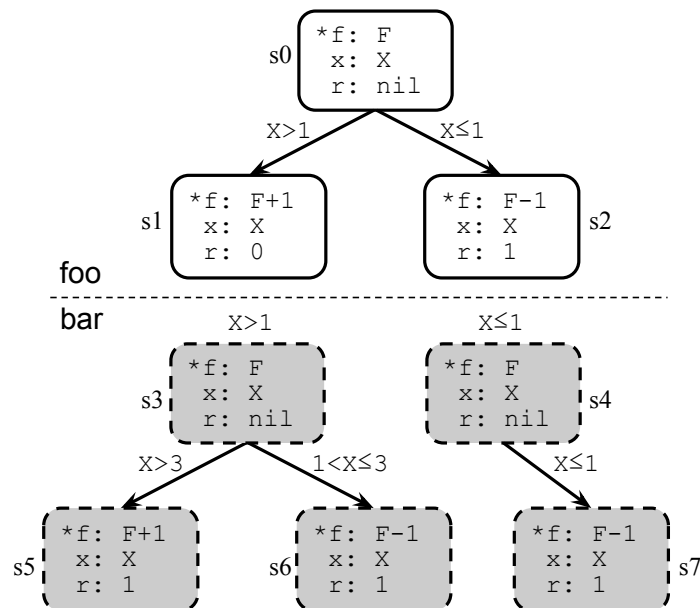 s0
*f: F
x: X
r: nil
X>1
X≤1
s1
*f: F+1
x: X
r: 0
*f: F-1
x: X
r: 1
s2
foo
bar
X>1
X≤1
s3
*f: F
x: X
r: nil
*f: F
x: X
r: nil
s4
X>3
1<X≤3
X≤1
s5
*f: F+1
x: X
r: 1
s6
*f: F-1
x: X
r: 1
*f: F-1
x: X
r: 1
s7